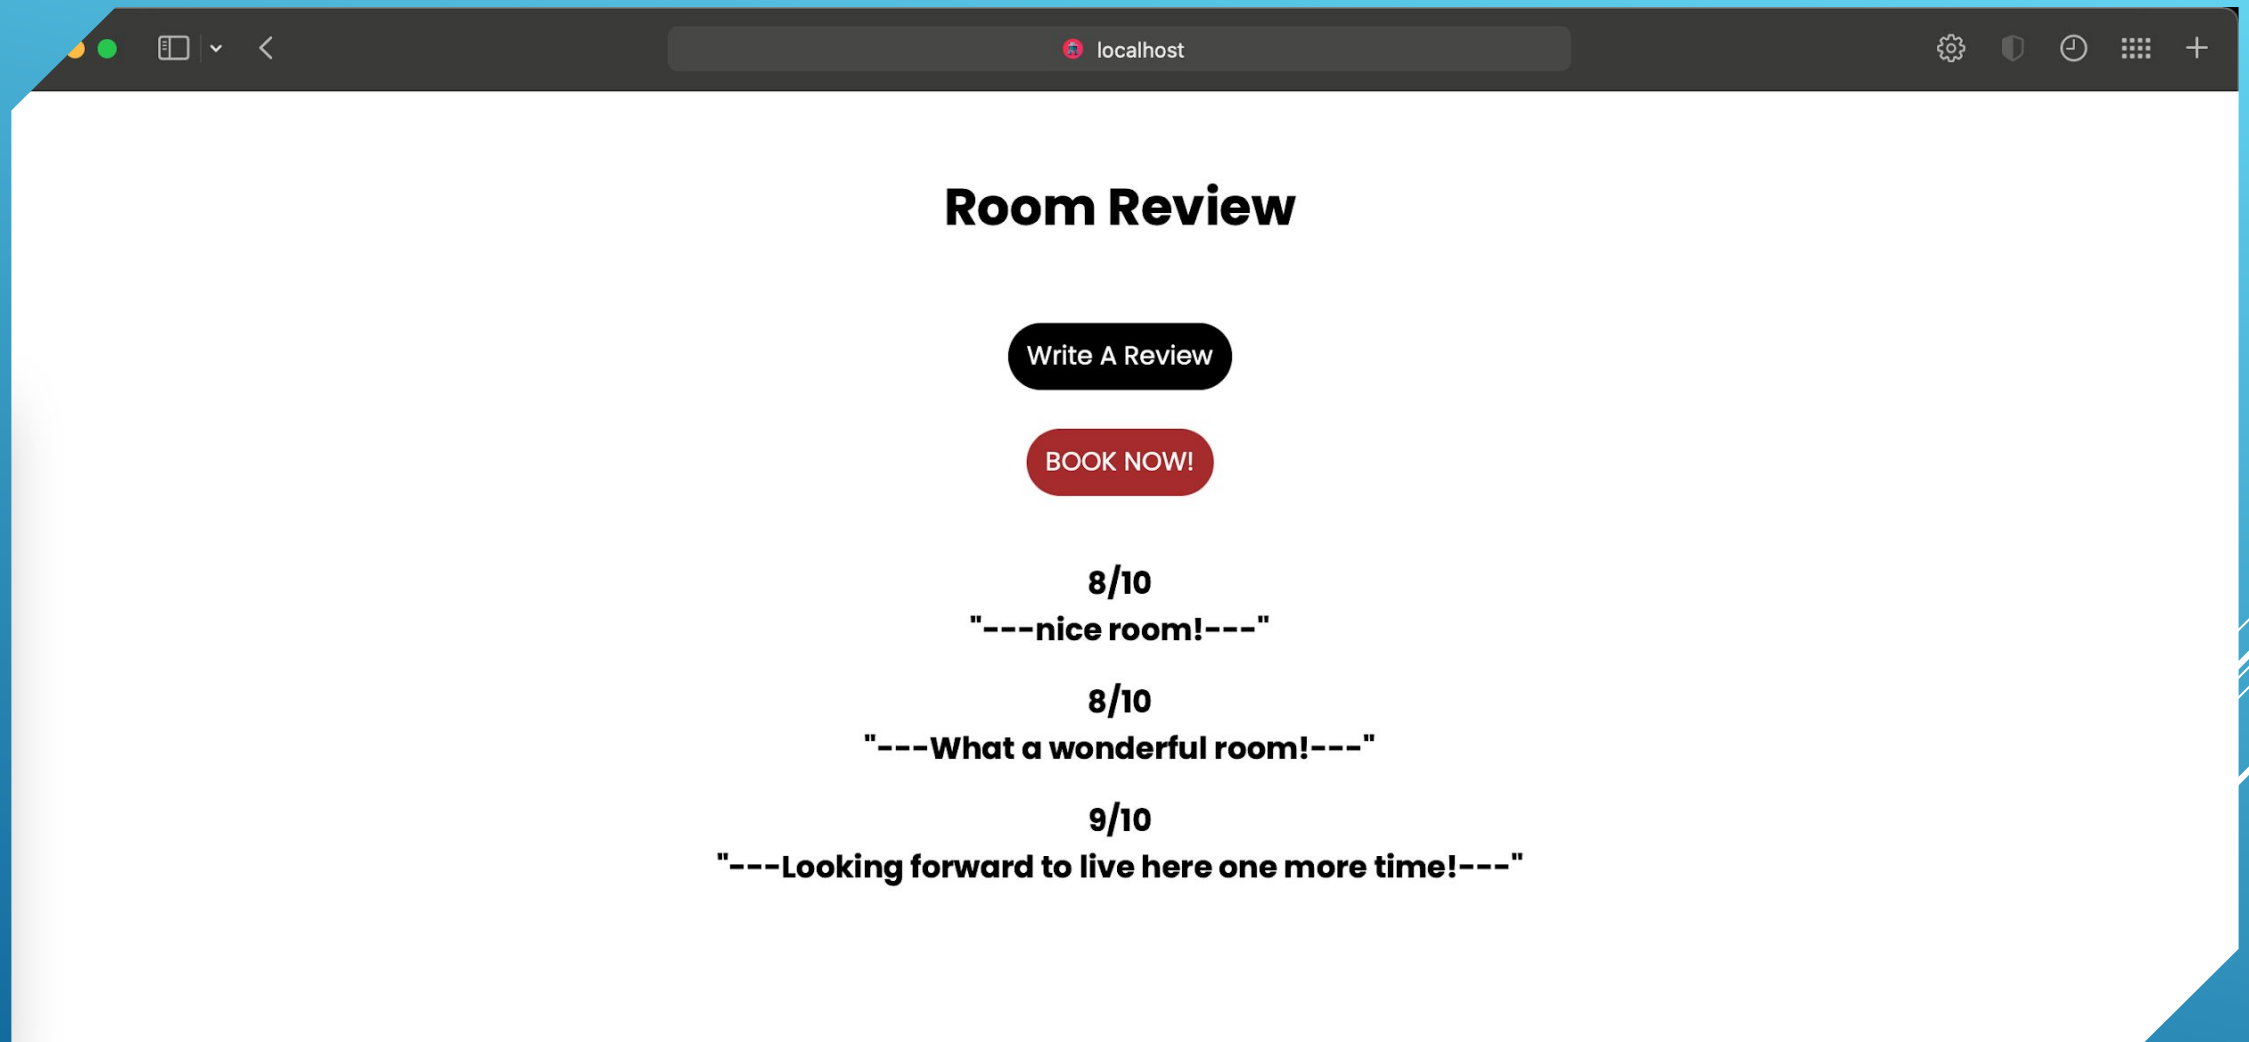 localhost
Room Review
Write A Review
BOOK NOW!
8/10
"---nice room!---"
8/10
"---What a wonderful room!---"
9/10
"---Looking forward to live here one more time!---"